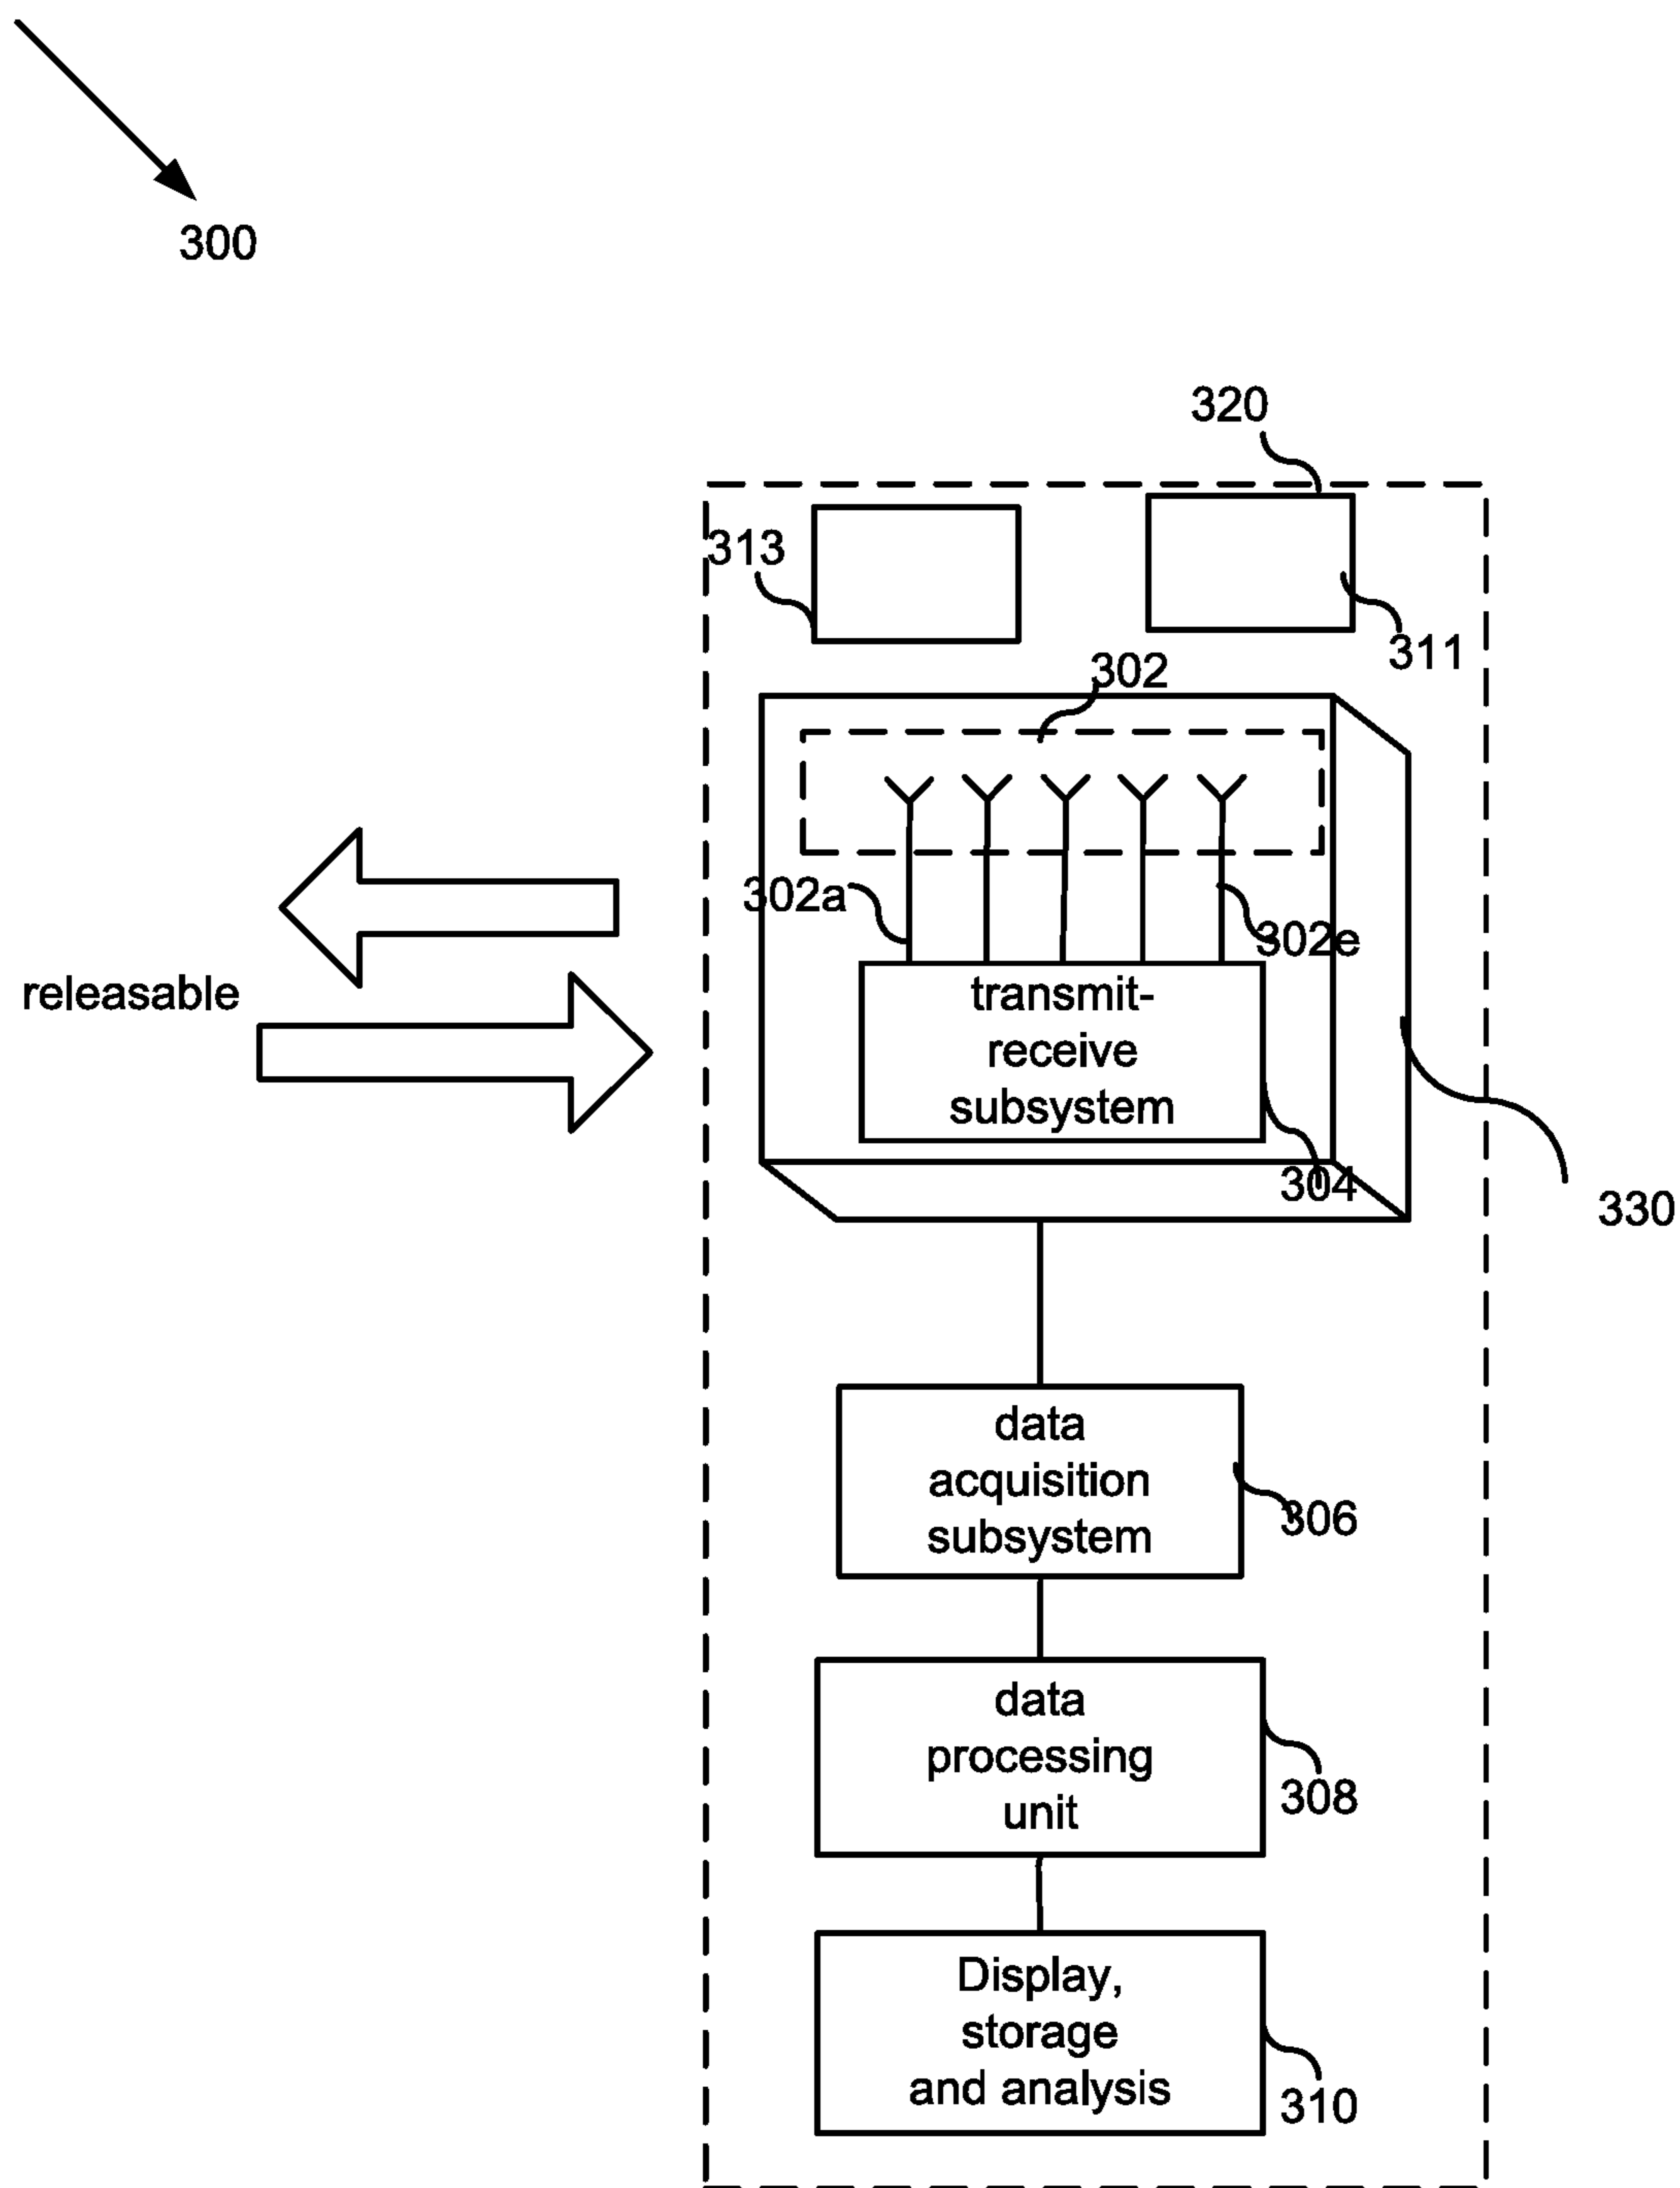 300
320
313
311
302
302a
302e
releasable
transmit-
receive
subsystem
304
330
data
acquisition
subsystem
306
data
processing
unit
308
Display,
storage
and analysis
310